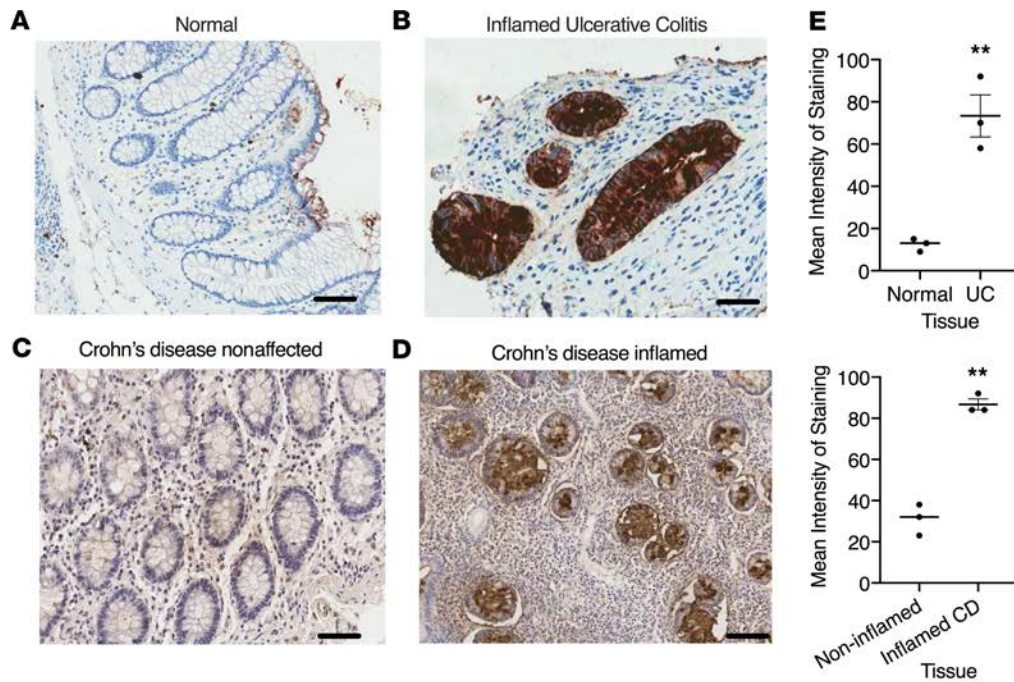 A
Normal
B
Inflamed Ulcerative Colitis
C
Crohn's disease nonaffected
D
Crohn's disease inflamed
E
**
Mean Intensity of Staining
100
80
60
40
20
0
Normal UC
Tissue
**
Mean Intensity of Staining
100
80
60
40
20
0
Non-inflamed
Inflamed CD
Tissue